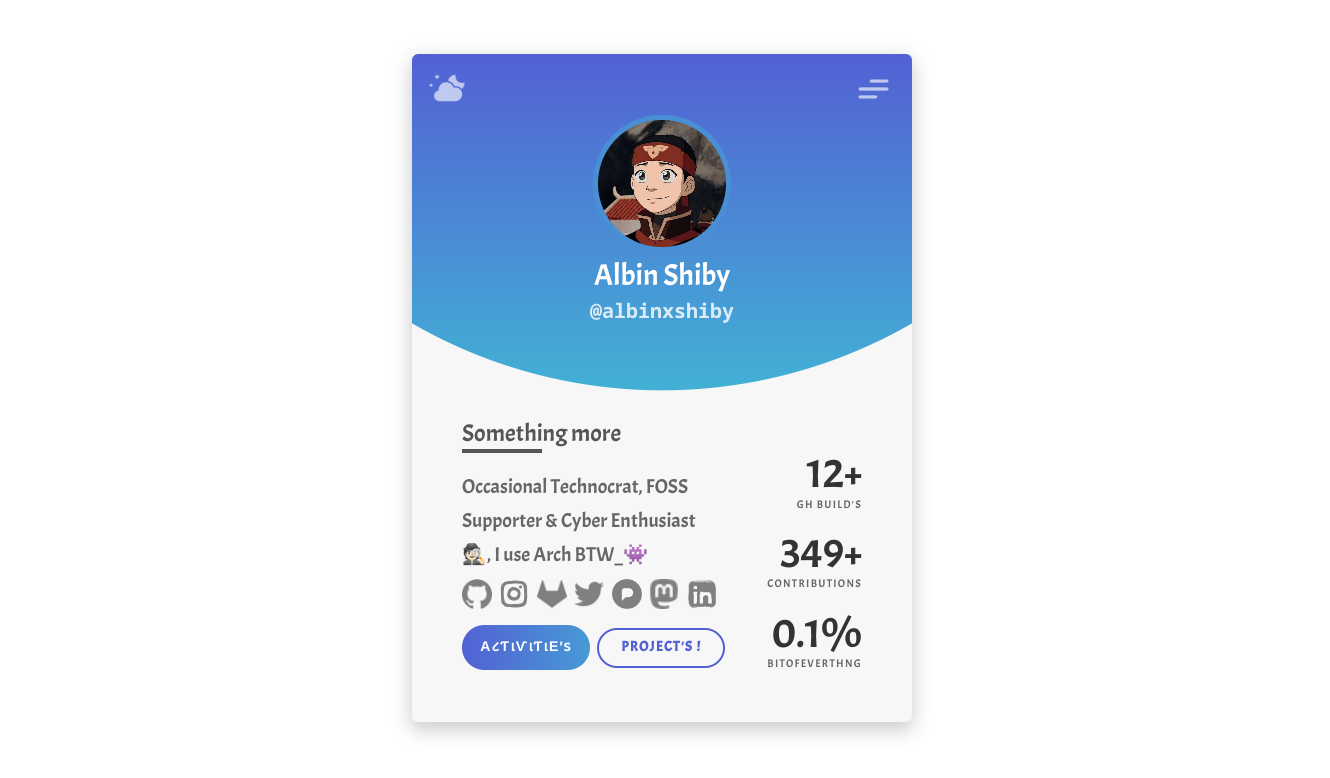 Albin Shiby
@albinxshiby
Something more
Occasional Technocrat, FOSS
Supporter & Cyber Enthusiast
🕵🏻, I use Arch BTW_👾
AՀTιѴιTιE's
PROJECT'S !
12+
GH BUILD'S
349+
CONTRIBUTIONS
0.1%
BITOFEVERTHNG